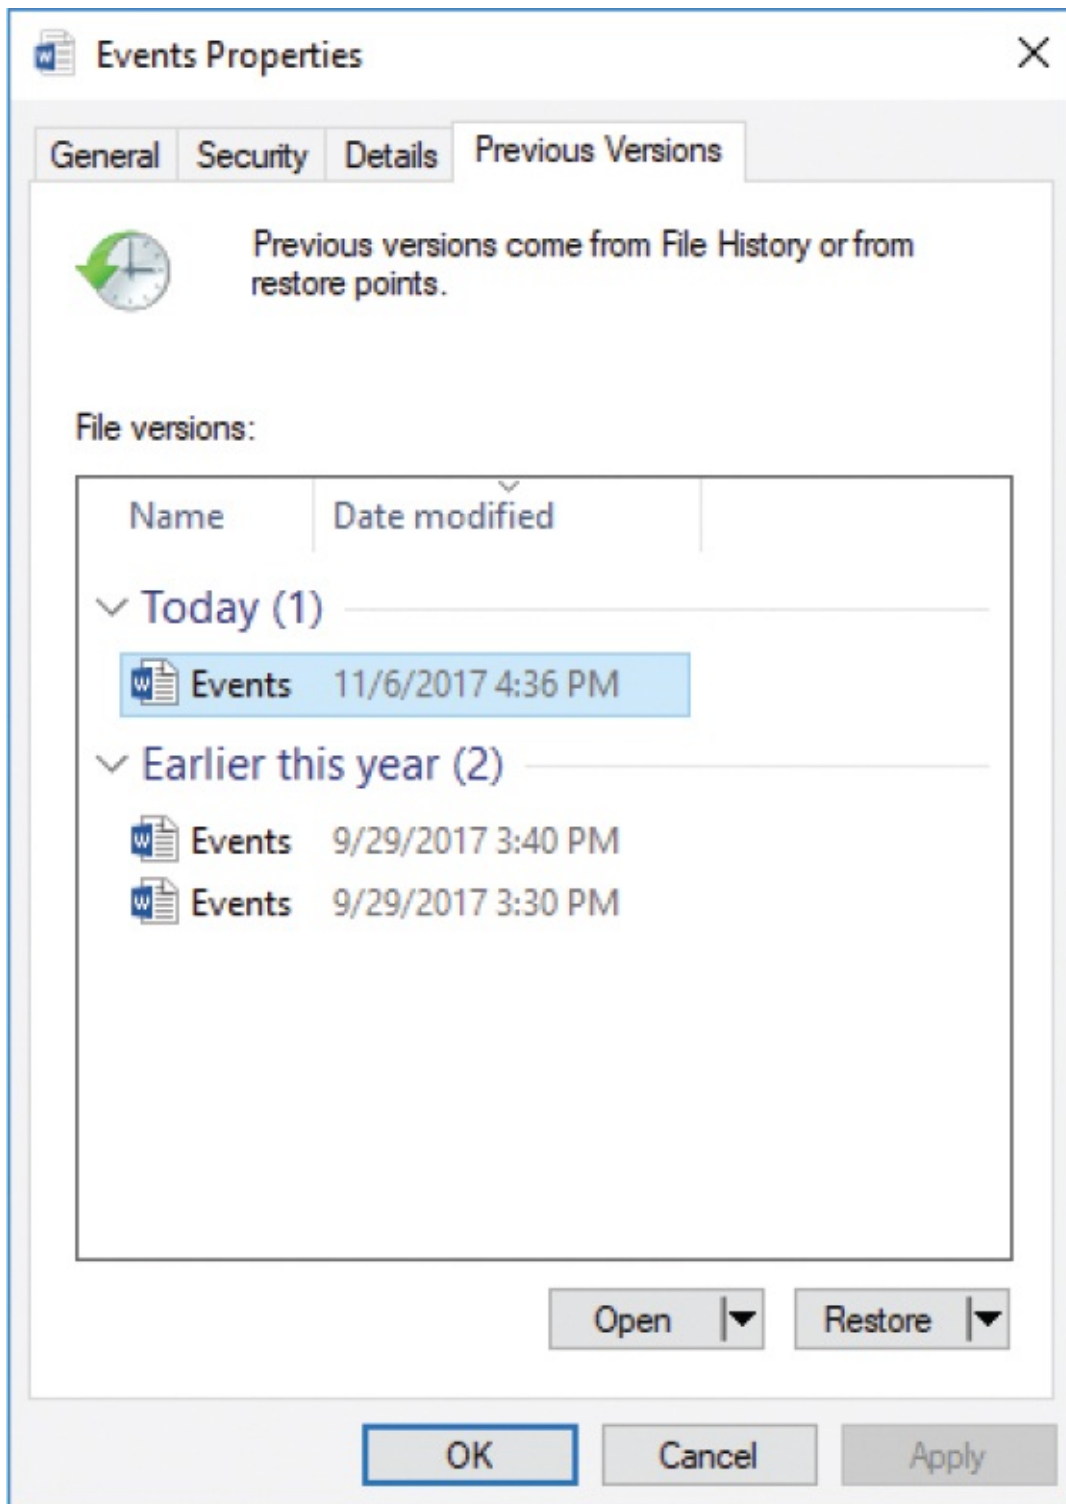 Events Properties
General Security Details Previous Versions
Previous versions come from File History or from
restore points.
File versions:
Name Date modified
Today (1)
Events 11/6/2017 4:36 PM
Earlier this year (2)
Events 9/29/2017 3:40 PM
Events 9/29/2017 3:30 PM
Open Restore
OK Cancel Apply